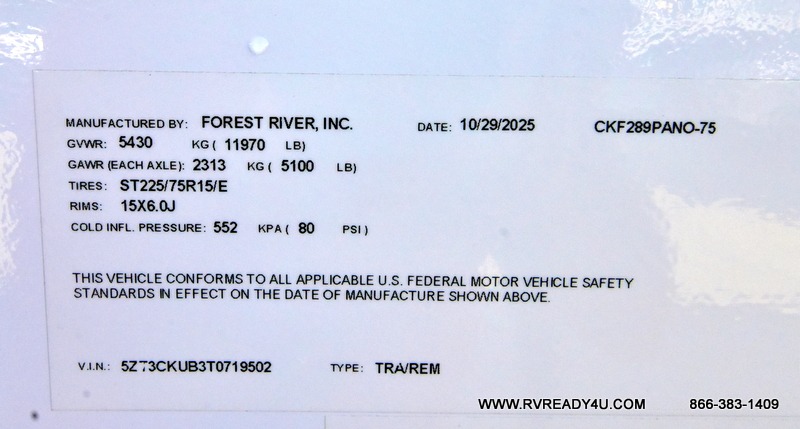 MANUFACTURED BY: FOREST RIVER, INC. DATE: 10/29/2025 CKF289PANO-75
GVWR: 5430 KG ( 11970 LB)
GAWR (EACH AXLE): 2313 KG ( 5100 LB)
TIRES: ST225/75R15/E
RIMS: 15X6.0J
COLD INFL. PRESSURE: 552 KPA ( 80 PSI )
THIS VEHICLE CONFORMS TO ALL APPLICABLE U.S. FEDERAL MOTOR VEHICLE SAFETY
STANDARDS IN EFFECT ON THE DATE OF MANUFACTURE SHOWN ABOVE.
V.I.N.: 5ZT3CKUB3T0719502 TYPE: TRA/REM
WWW.RVREADY4U.COM 866-383-1409